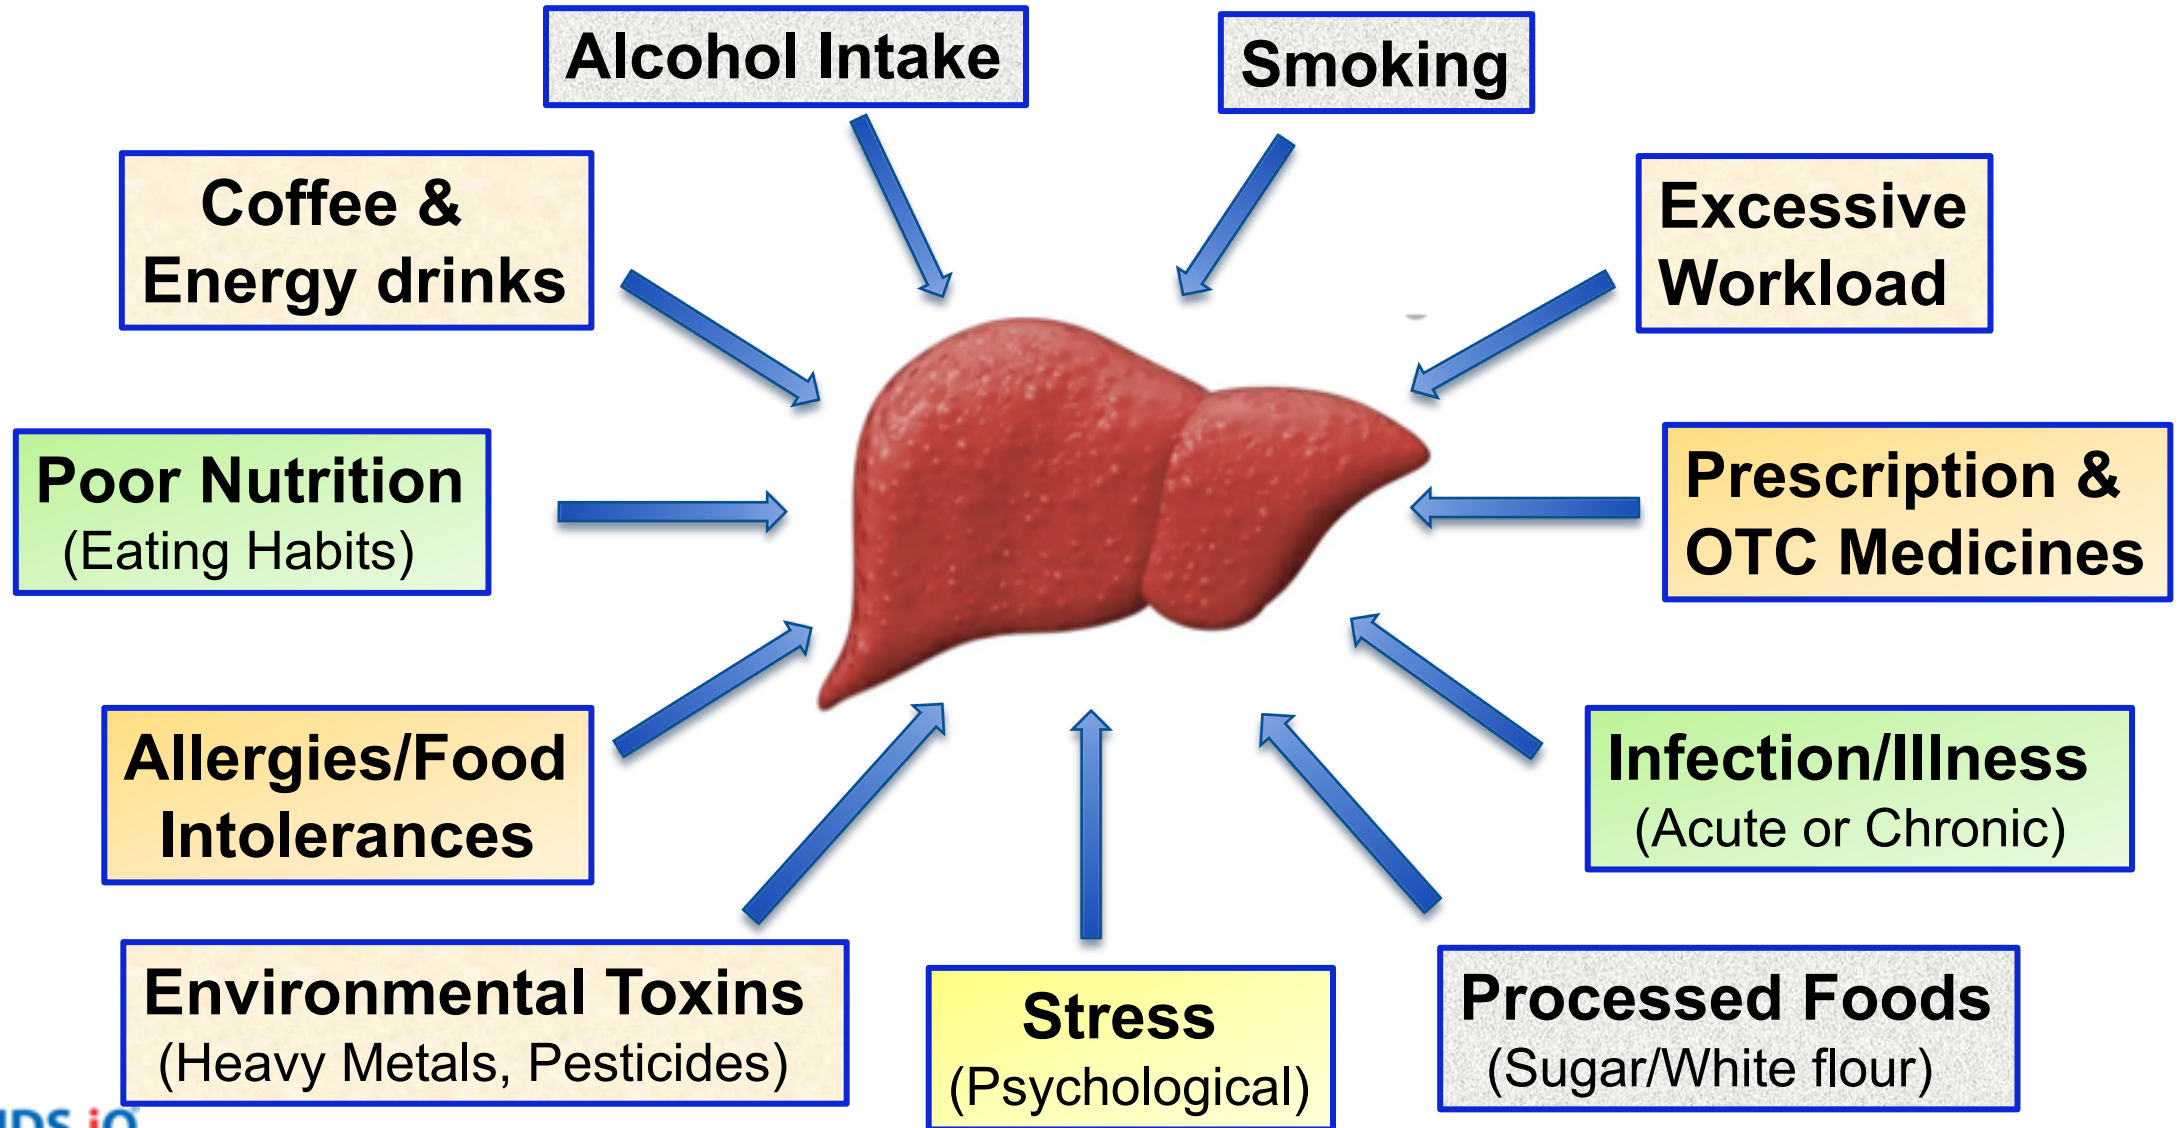 Alcohol Intake
Smoking
Coffee &
Energy drinks
Excessive
Workload
Poor Nutrition
(Eating Habits)
Prescription &
OTC Medicines
Allergies/Food
Intolerances
Infection/Illness
(Acute or Chronic)
Environmental Toxins
(Heavy Metals, Pesticides)
Stress
(Psychological)
Processed Foods
(Sugar/White flour)